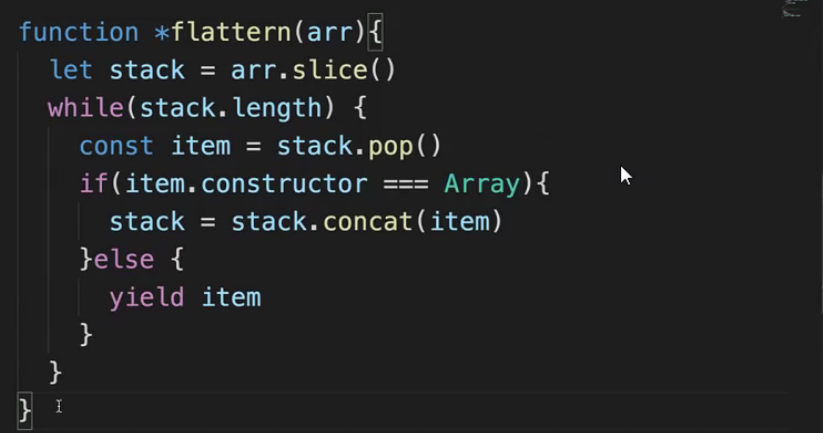 function *flattern(arr){
let stack = arr.slice()
while(stack.length) {
const item = stack.pop()
if(item.constructor === Array){
stack = stack.concat(item)
}else {
yield item
}
}
}